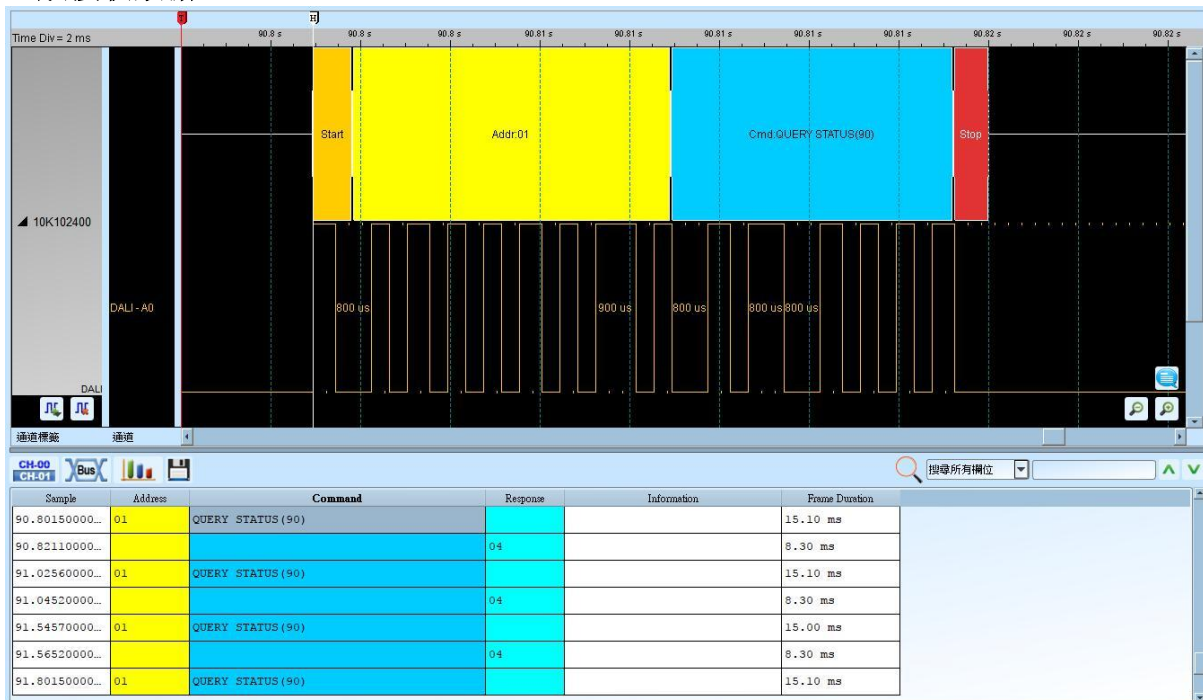 T H
Time Div = 2 ms 90.8 s 90.8 s 90.8 s 90.81 s 90.81 s 90.81 s 90.81 s 90.81 s 90.82 s 90.82 s 90.82 s
Start Addr:01 Cmd:QUERY STATUS(90) Stop
10K102400
DALI - A0 800 us 900 us 800 us 800 us 800 us
DALI
通道標籤 通道
CH-00
CH-01 Bus 搜尋所有欄位
Sample Address Command Response Information Frame Duration
90.80150000... 01 QUERY STATUS(90) 15.10 ms
90.82110000... 04 8.30 ms
91.02560000... 01 QUERY STATUS(90) 15.10 ms
91.04520000... 04 8.30 ms
91.54570000... 01 QUERY STATUS(90) 15.00 ms
91.56520000... 04 8.30 ms
91.80150000... 01 QUERY STATUS(90) 15.10 ms